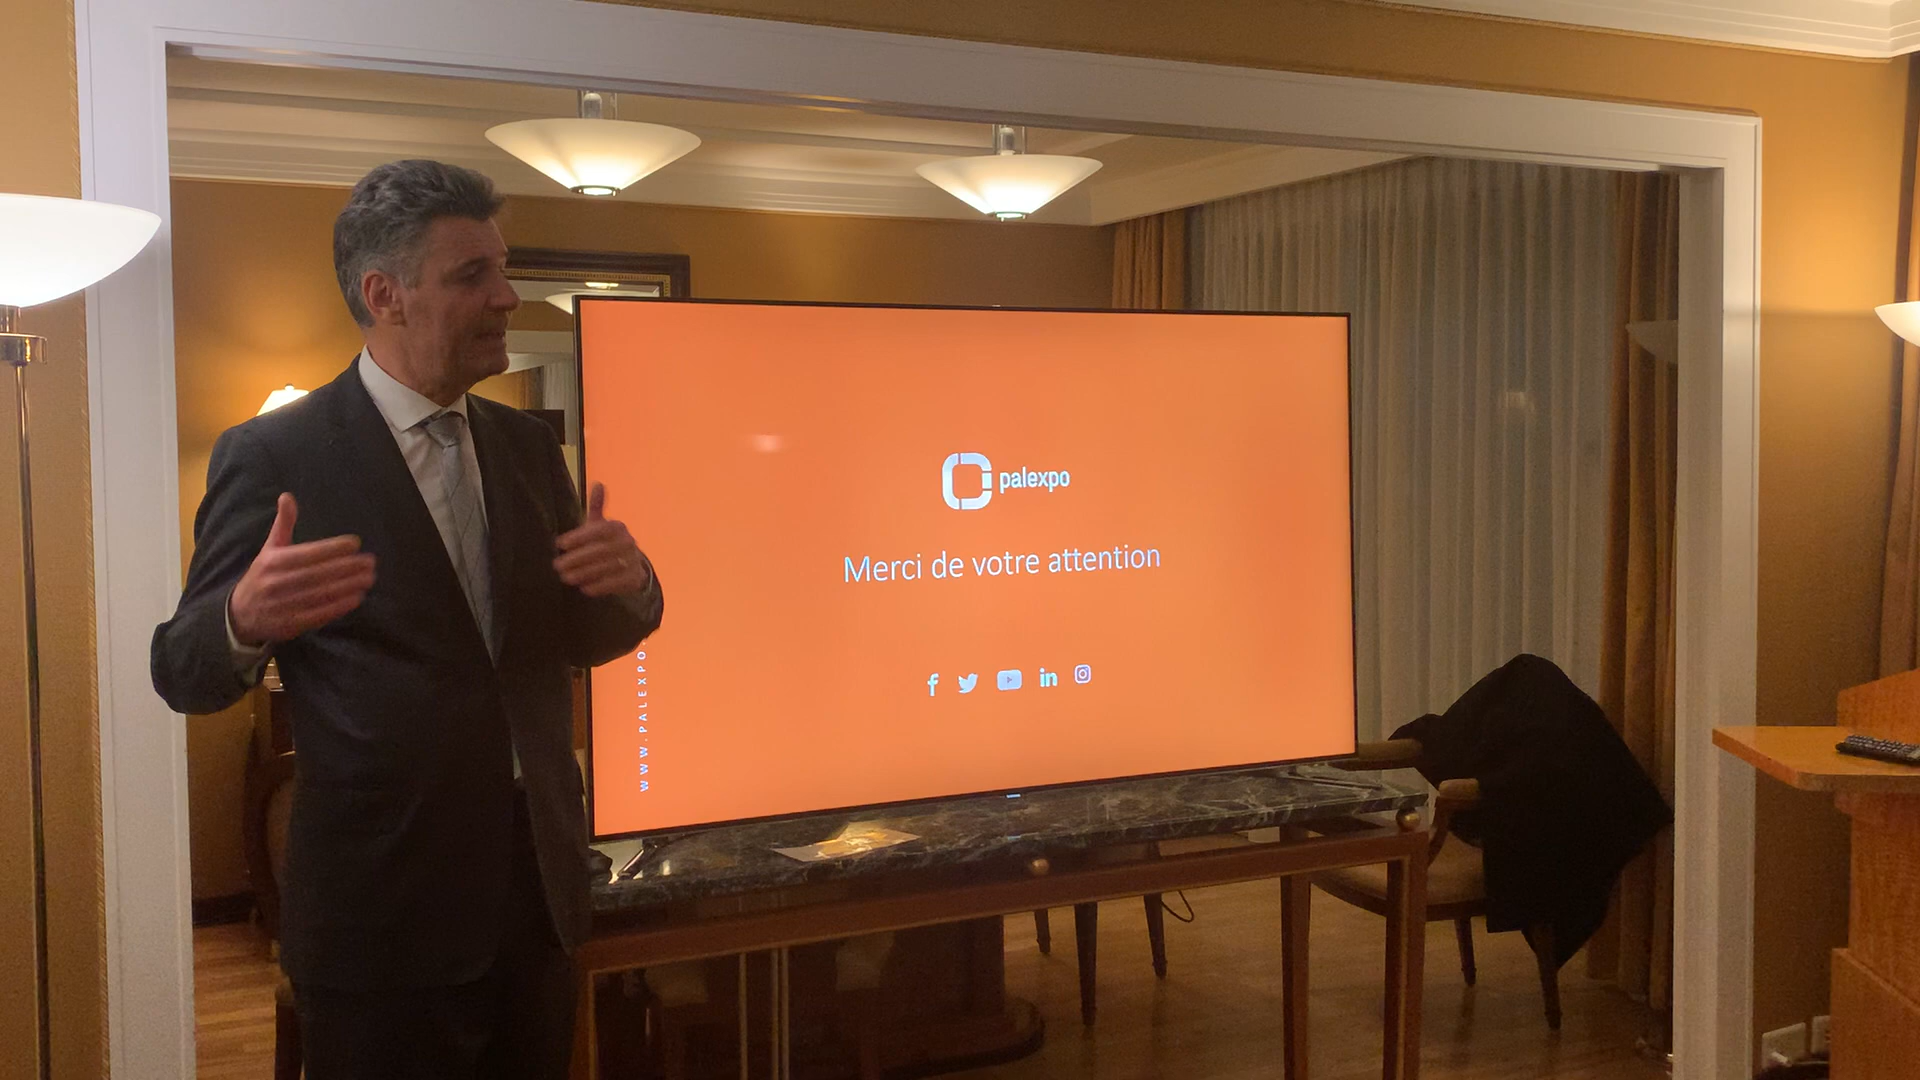 palexpo
Merci de votre attention
f
in
WWW.PALEXPO.